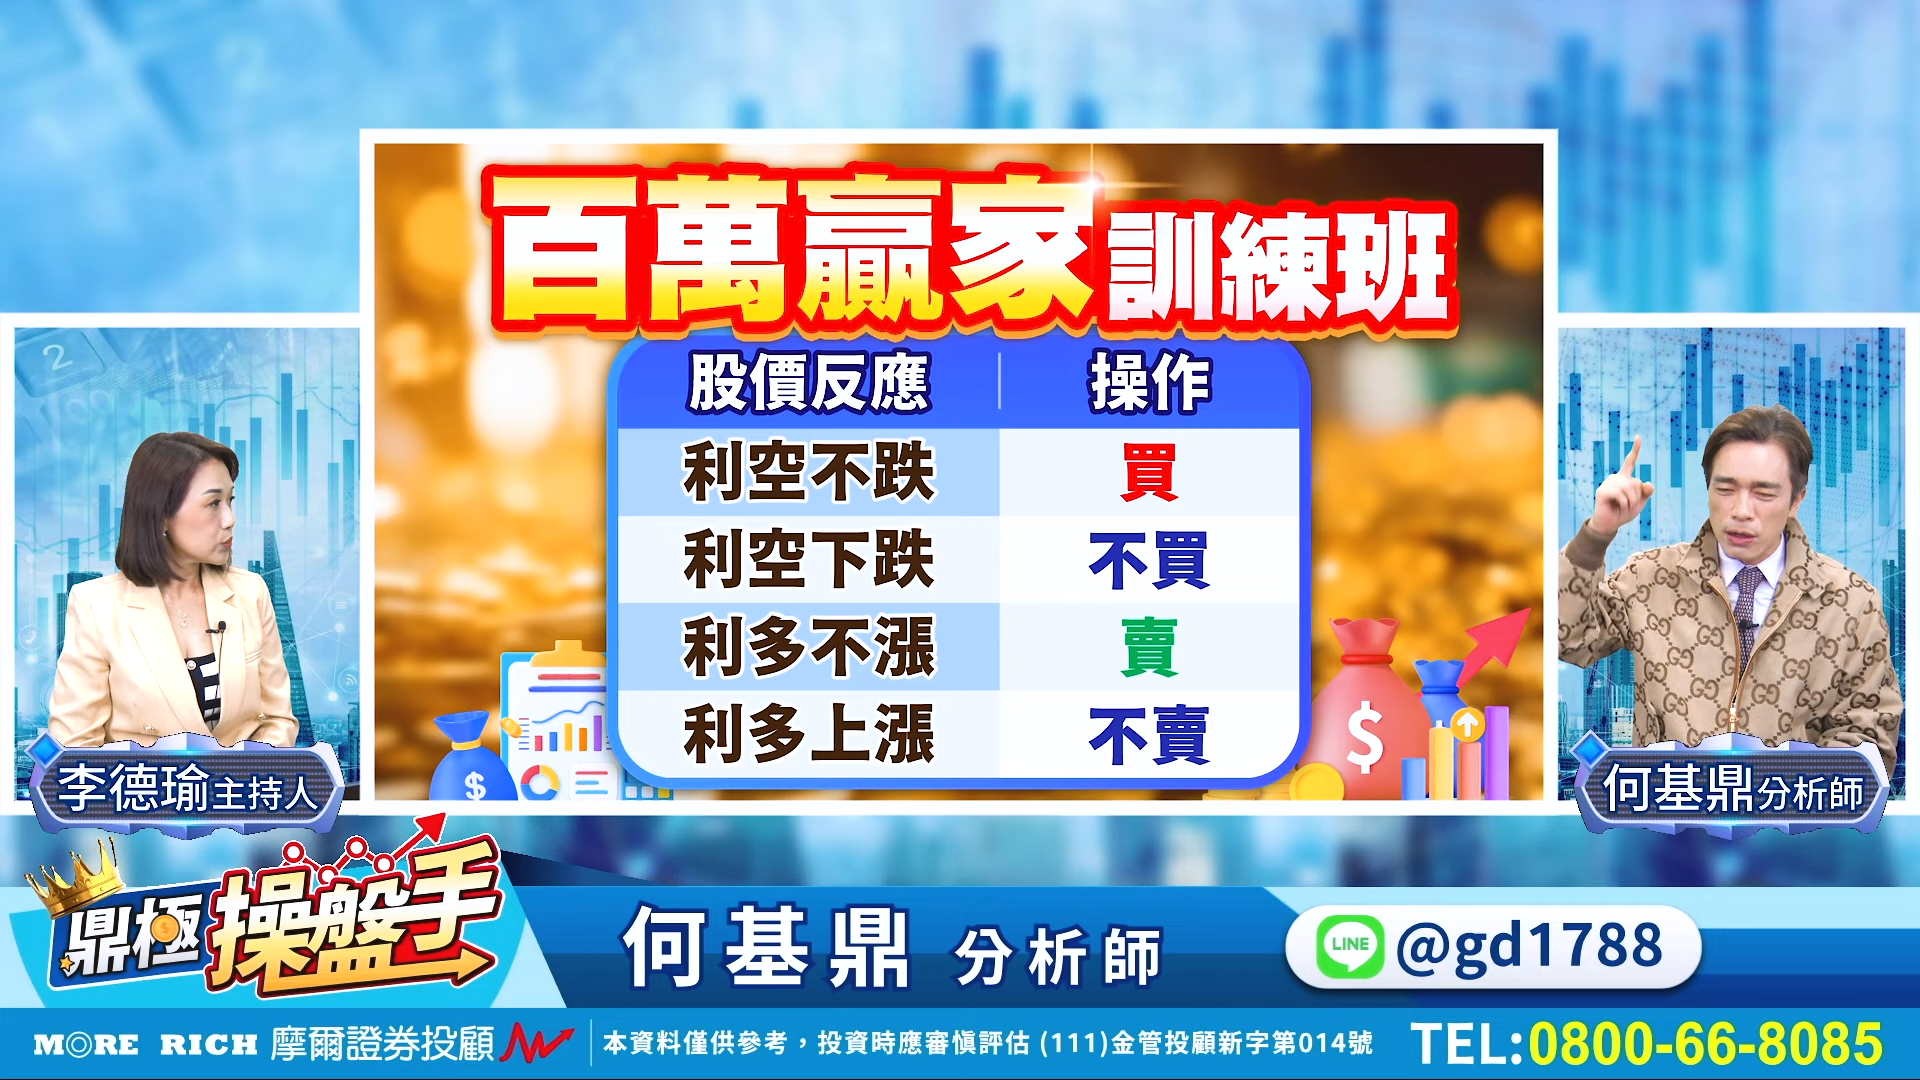 百萬贏家訓練班
股價反應 操作
利空不跌 買
利空下跌 不買
利多不漲 賣
利多上漲 不賣
李德瑜主持人
何基鼎分析師
鼎極操盤手
何基鼎 分析師
LINE @gd1788
MORE RICH 摩爾證券投顧
本資料僅供參考，投資時應審慎評估 (111)金管投顧新字第014號
TEL:0800-66-8085